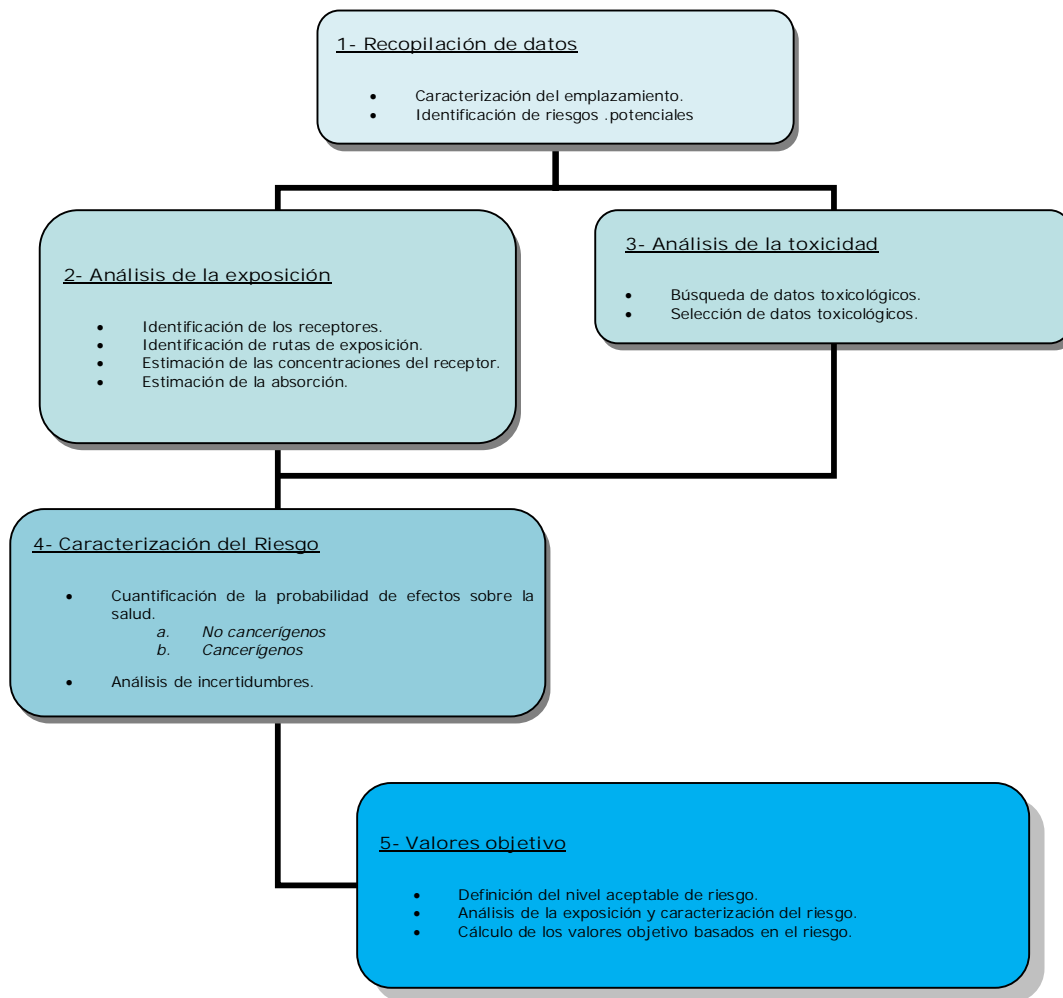 1- Recopilación de datos
• Caracterización del emplazamiento.
• Identificación de riesgos .potenciales
2- Análisis de la exposición
• Identificación de los receptores.
• Identificación de rutas de exposición.
• Estimación de las concentraciones del receptor.
• Estimación de la absorción.
3- Análisis de la toxicidad
• Búsqueda de datos toxicológicos.
• Selección de datos toxicológicos.
4- Caracterización del Riesgo
• Cuantificación de la probabilidad de efectos sobre la
salud.
a. No cancerígenos
b. Cancerígenos
• Análisis de incertidumbres.
5- Valores objetivo
• Definición del nivel aceptable de riesgo.
• Análisis de la exposición y caracterización del riesgo.
• Cálculo de los valores objetivo basados en el riesgo.